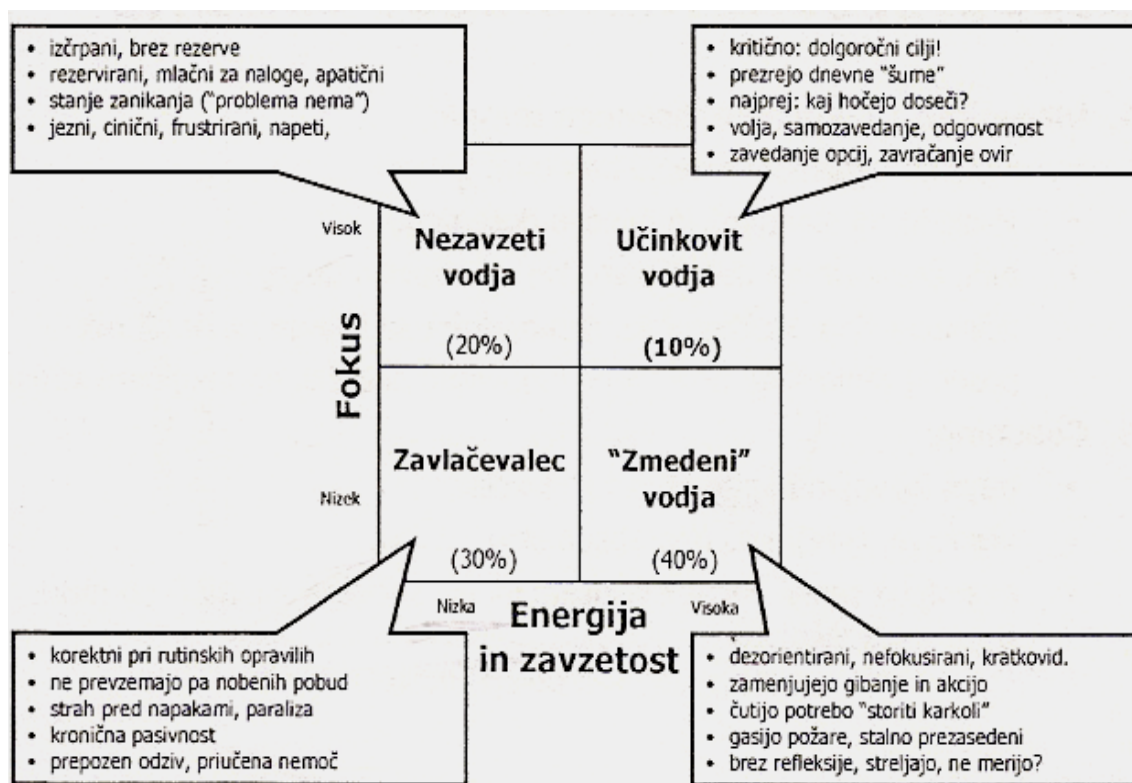 • izčrpani, brez rezerve
• rezervirani, mlačni za naloge, apatični
• stanje zanikanja ("problema nema")
• jezni, cinični, frustrirani, napeti,
• kritično: dolgoročni cilji!
• prezrejo dnevne "šume"
• najprej: kaj hočejo doseči?
• volja, samozavedanje, odgovornost
• zavedanje opcij, zavračanje ovir
Fokus
Visok
Nezavzeti
vodja
(20%)
Učinkovit
vodja
(10%)
Nizek
Zavlačevalec
(30%)
"Zmedeni"
vodja
(40%)
Nizka
Energija
in zavzetost
Visoka
• korektni pri rutinskih opravilih
• ne prevzemajo pa nobenih pobud
• strah pred napakami, paraliza
• kronična pasivnost
• prepozen odziv, priučena nemoč
• dezorientirani, nefokusirani, kratkovid.
• zamenjujejo gibanje in akcijo
• čutijo potrebo "storiti karkoli"
• gasijo požare, stalno prezasedeni
• brez refleksije, streljajo, ne merijo?